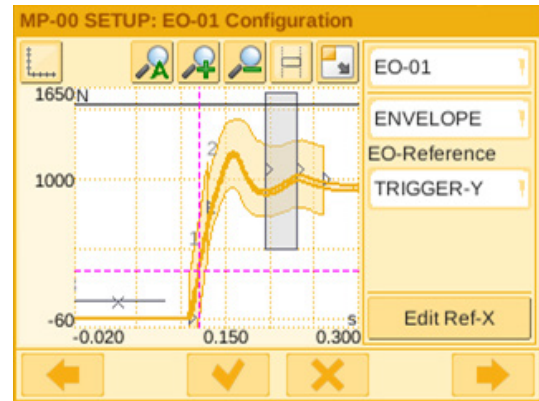 MP-00 SETUP: EO-01 Configuration
A
EO-01
1650 N
ENVELOPE
EO-Reference
2
1000
TRIGGER-Y
1
-60
s
-0.020
0.150
0.300
Edit Ref-X